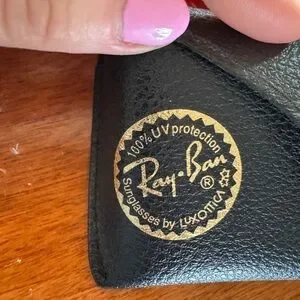 100% UV protection
Ray-Ban®
Sunglasses by LUXOTTICA